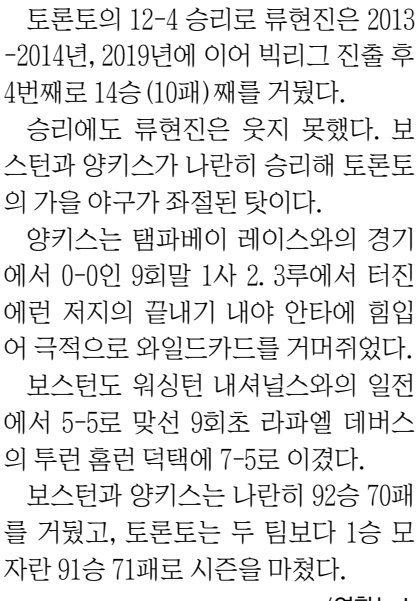 토론토의 12-4 승리로 류현진은 2013
-2014년, 2019년에 이어 빅리그 진출 후
4번째로 14승(10패)째를 거뒀다.
승리에도 류현진은 웃지 못했다. 보
스턴과 양키스가 나란히 승리해 토론토
의 가을 야구가 좌절된 탓이다.
양키스는 탬파베이 레이스와의 경기
에서 0-0인 9회말 1사 2. 3루에서 터진
에런 저지의 끝내기 내야 안타에 힘입
어 극적으로 와일드카드를 거머쥐었다.
보스턴도 워싱턴 내셔널스와의 일전
에서 5-5로 맞선 9회초 라파엘 데버스
의 투런 홈런 덕택에 7-5로 이겼다.
보스턴과 양키스는 나란히 92승 70패
를 거뒀고, 토론토는 두 팀보다 1승 모
자란 91승 71패로 시즌을 마쳤다.